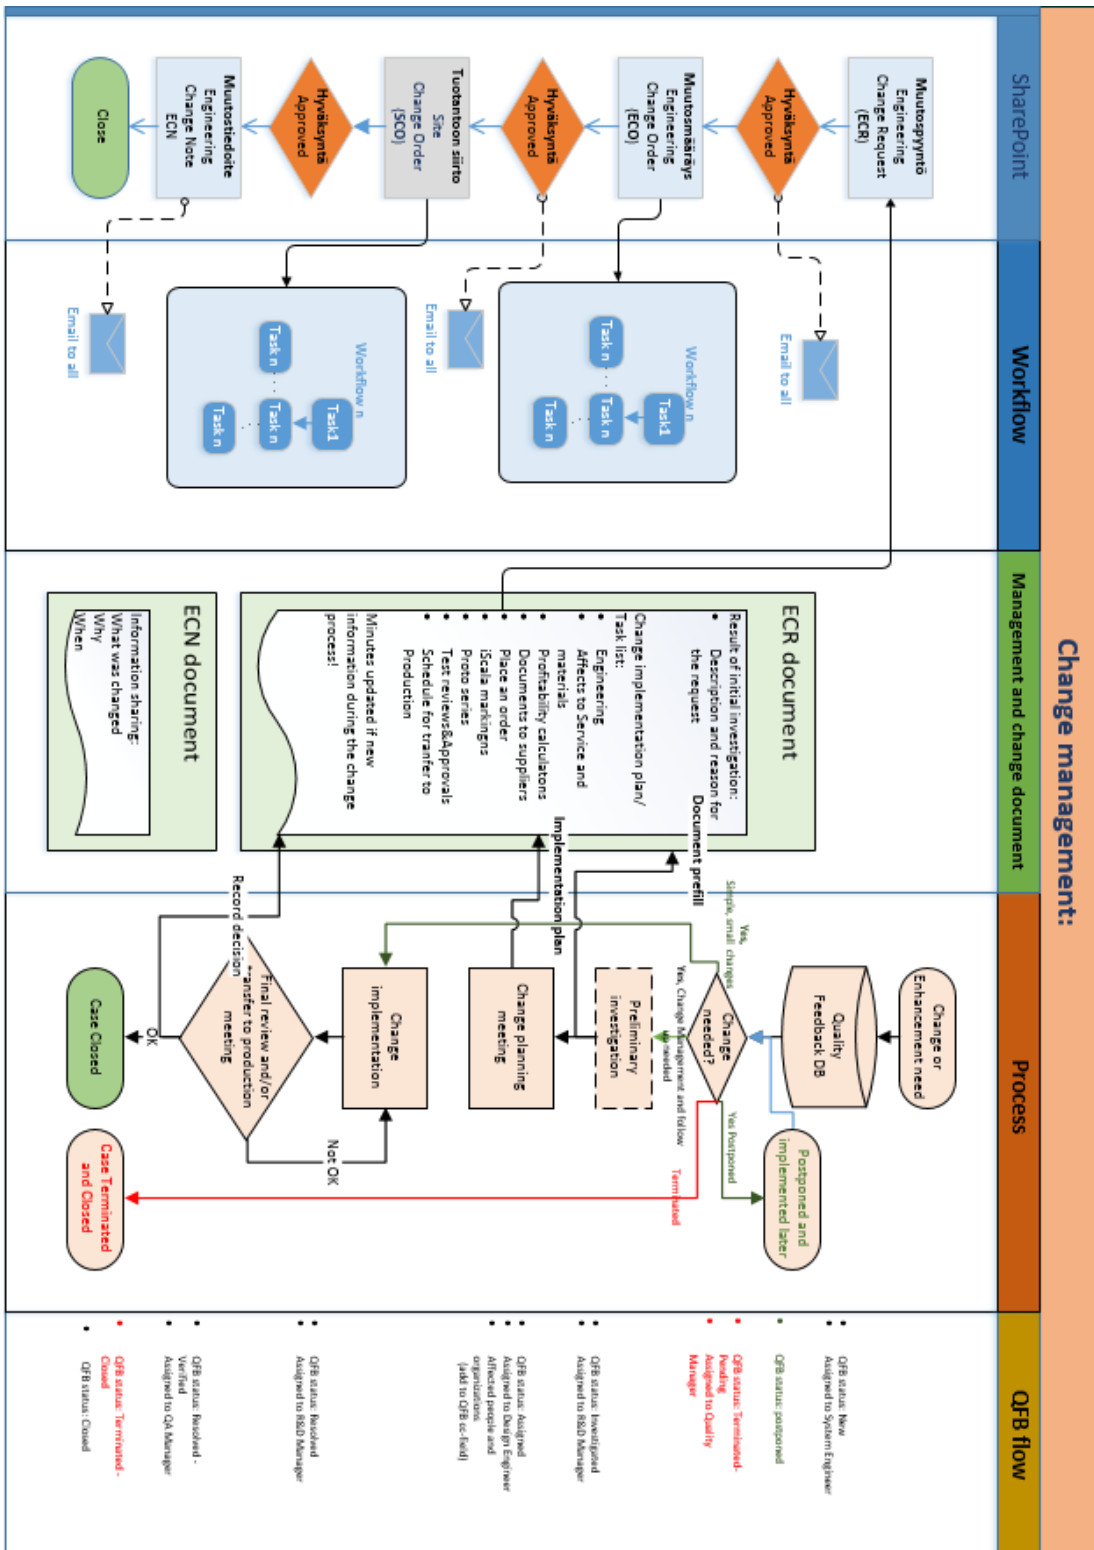 Change management:
SharePoint
Workflow
Management and change document
Process
QFB flow
Muutospyyntö
Engineering
Change Request
(ECR)
Hyväksyntä
Approved
Muutosmääräys
Engineering
Change Order
(ECO)
Hyväksyntä
Approved
Tuotantoon siirto
Site
Change Order
(SCO)
Hyväksyntä
Approved
Muutostiedoite
Engineering
Change Note
ECN
Close
Email to all
Workflow n
Task1
Task n
Task n
Task n
Email to all
Workflow n
Task1
Task n
Task n
Task n
Email to all
ECR document
Result of initial investigation:
• Description and reason for
the request
Change implementation plan/
Task list:
• Engineering
• Affects to Service and
materials
• Profitability calculatons
• Documents to suppliers
• Place an order
• iScala markingns
• Proto series
• Test reviews&Approvals
• Schedule for tranfer to
Production
Minutes updated if new
information during the change
process!
ECN document
Information sharing:
What was changed
Why
When
Document prefill
Implementation plan
Record decision
Change or
Enhancement need
Quality
Feedback DB
Postponed and
implemented later
Change
needed?
Yes,
Simple, small changes
Yes, Change Management and follow
up needed
Yes Postponed
Terminated
Preliminary
investigation
Change planning
meeting
Change
implementation
Final review and/or
transfer to production
meeting
Not OK
OK
Case Closed
Case Terminated
and Closed
• QFB status: New
• Assigned to System Engineer
• QFB status: postponed
• QFB status: Terminated-
Pending
• Assigned to Quality
Manager
• QFB status: Investigated
• Assigned to R&D Manager
• QFB status: Assigned
• Assigned to Design Engineer
• Affected people and
organizations
(add to QFB cc-field)
• QFB status: Resolved
• Assigned to R&D Manager
• QFB status: Resolved -
Verified
• Assigned to QA Manager
• QFB status: Terminated -
Closed
• QFB status: Closed